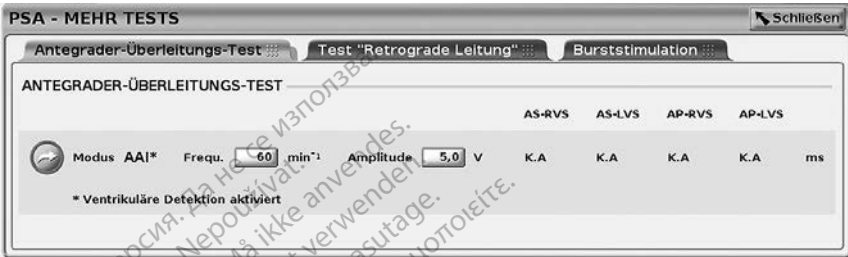 PSA - MEHR TESTS
Schließen
Antegrader-Überleitungs-Test
Test "Retrograde Leitung"
Burststimulation
ANTEGRADER-ÜBERLEITUNGS-TEST
AS-RVS AS-LVS AP-RVS AP-LVS
Modus AAI* Frequ. 60 min⁻¹ Amplitude 5,0 V K.A K.A K.A K.A ms
* Ventrikuläre Detektion aktiviert